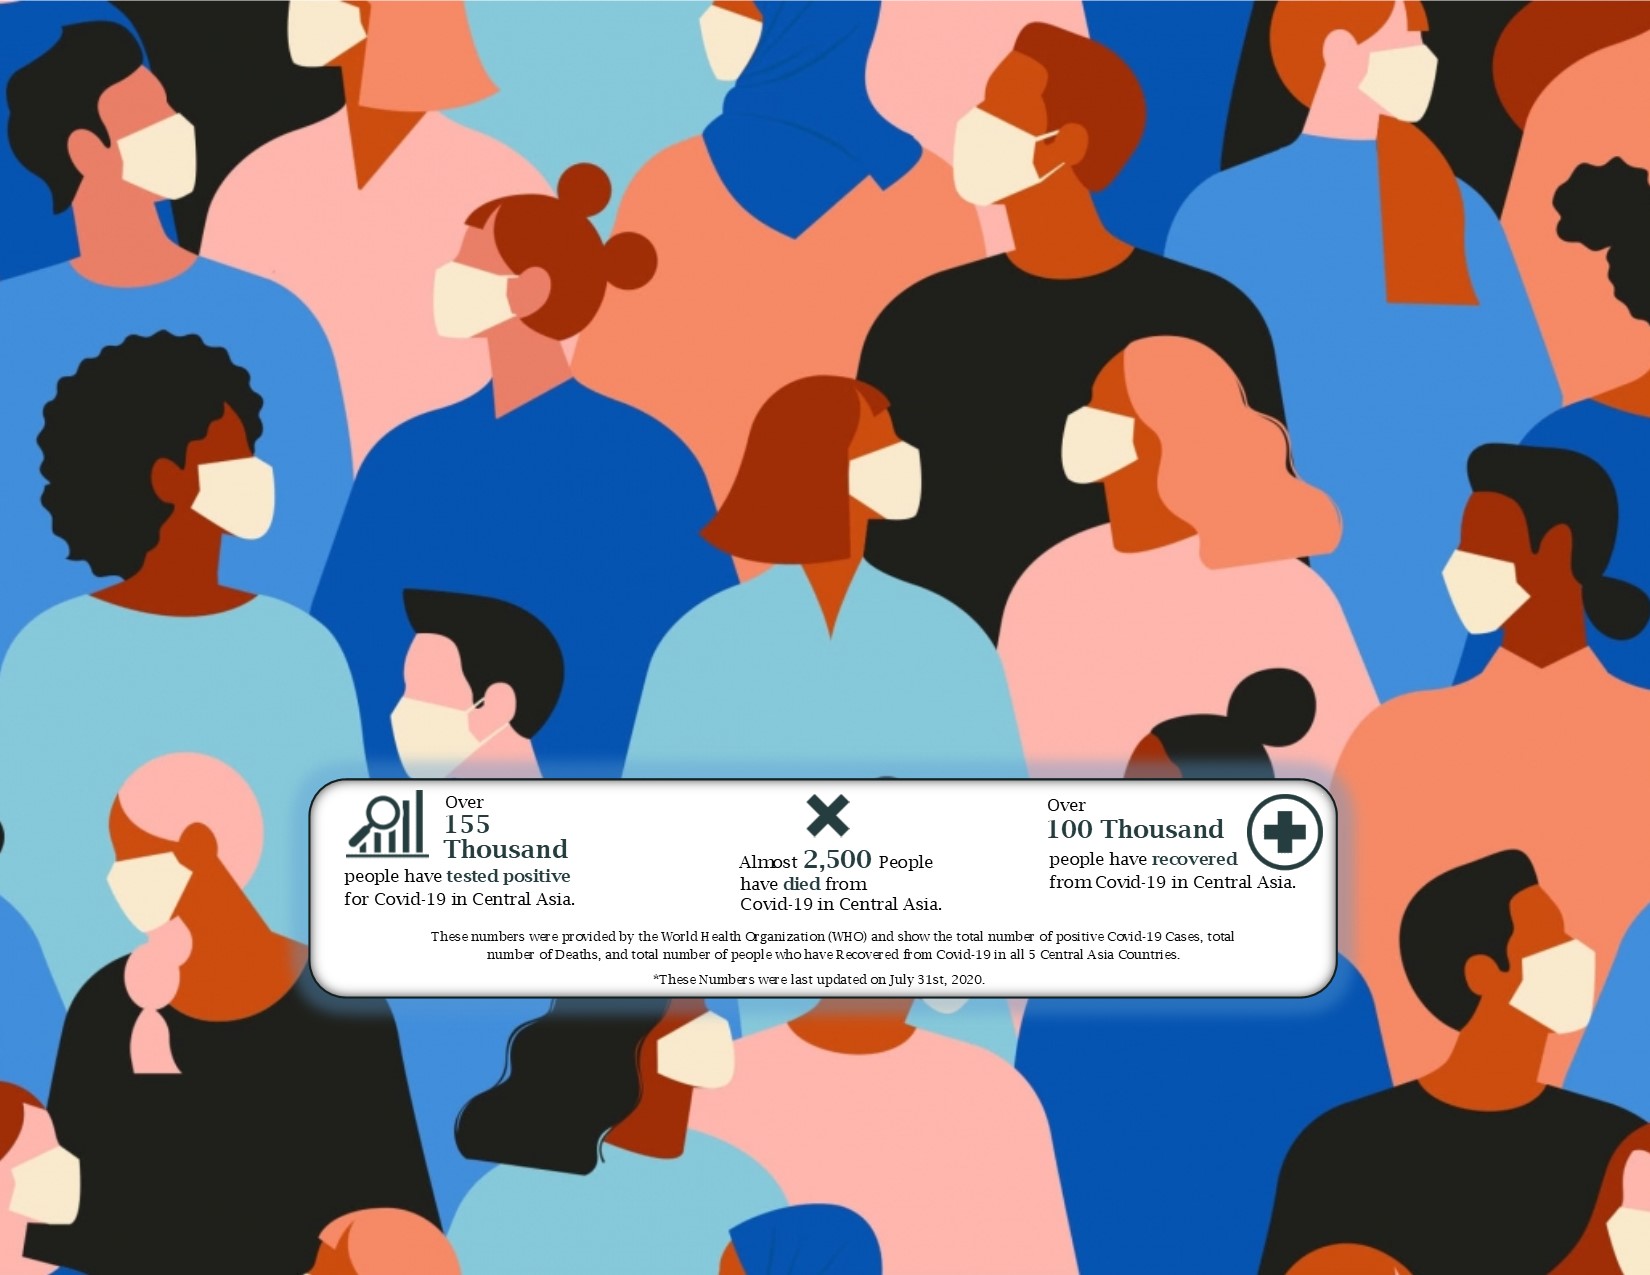 Over
155
Thousand
people have tested positive
for Covid-19 in Central Asia.
Almost 2,500 People
have died from
Covid-19 in Central Asia.
Over
100 Thousand
people have recovered
from Covid-19 in Central Asia.
These numbers were provided by the World Health Organization (WHO) and show the total number of positive Covid-19 Cases, total
number of Deaths, and total number of people who have Recovered from Covid-19 in all 5 Central Asia Countries.
*These Numbers were last updated on July 31st, 2020.